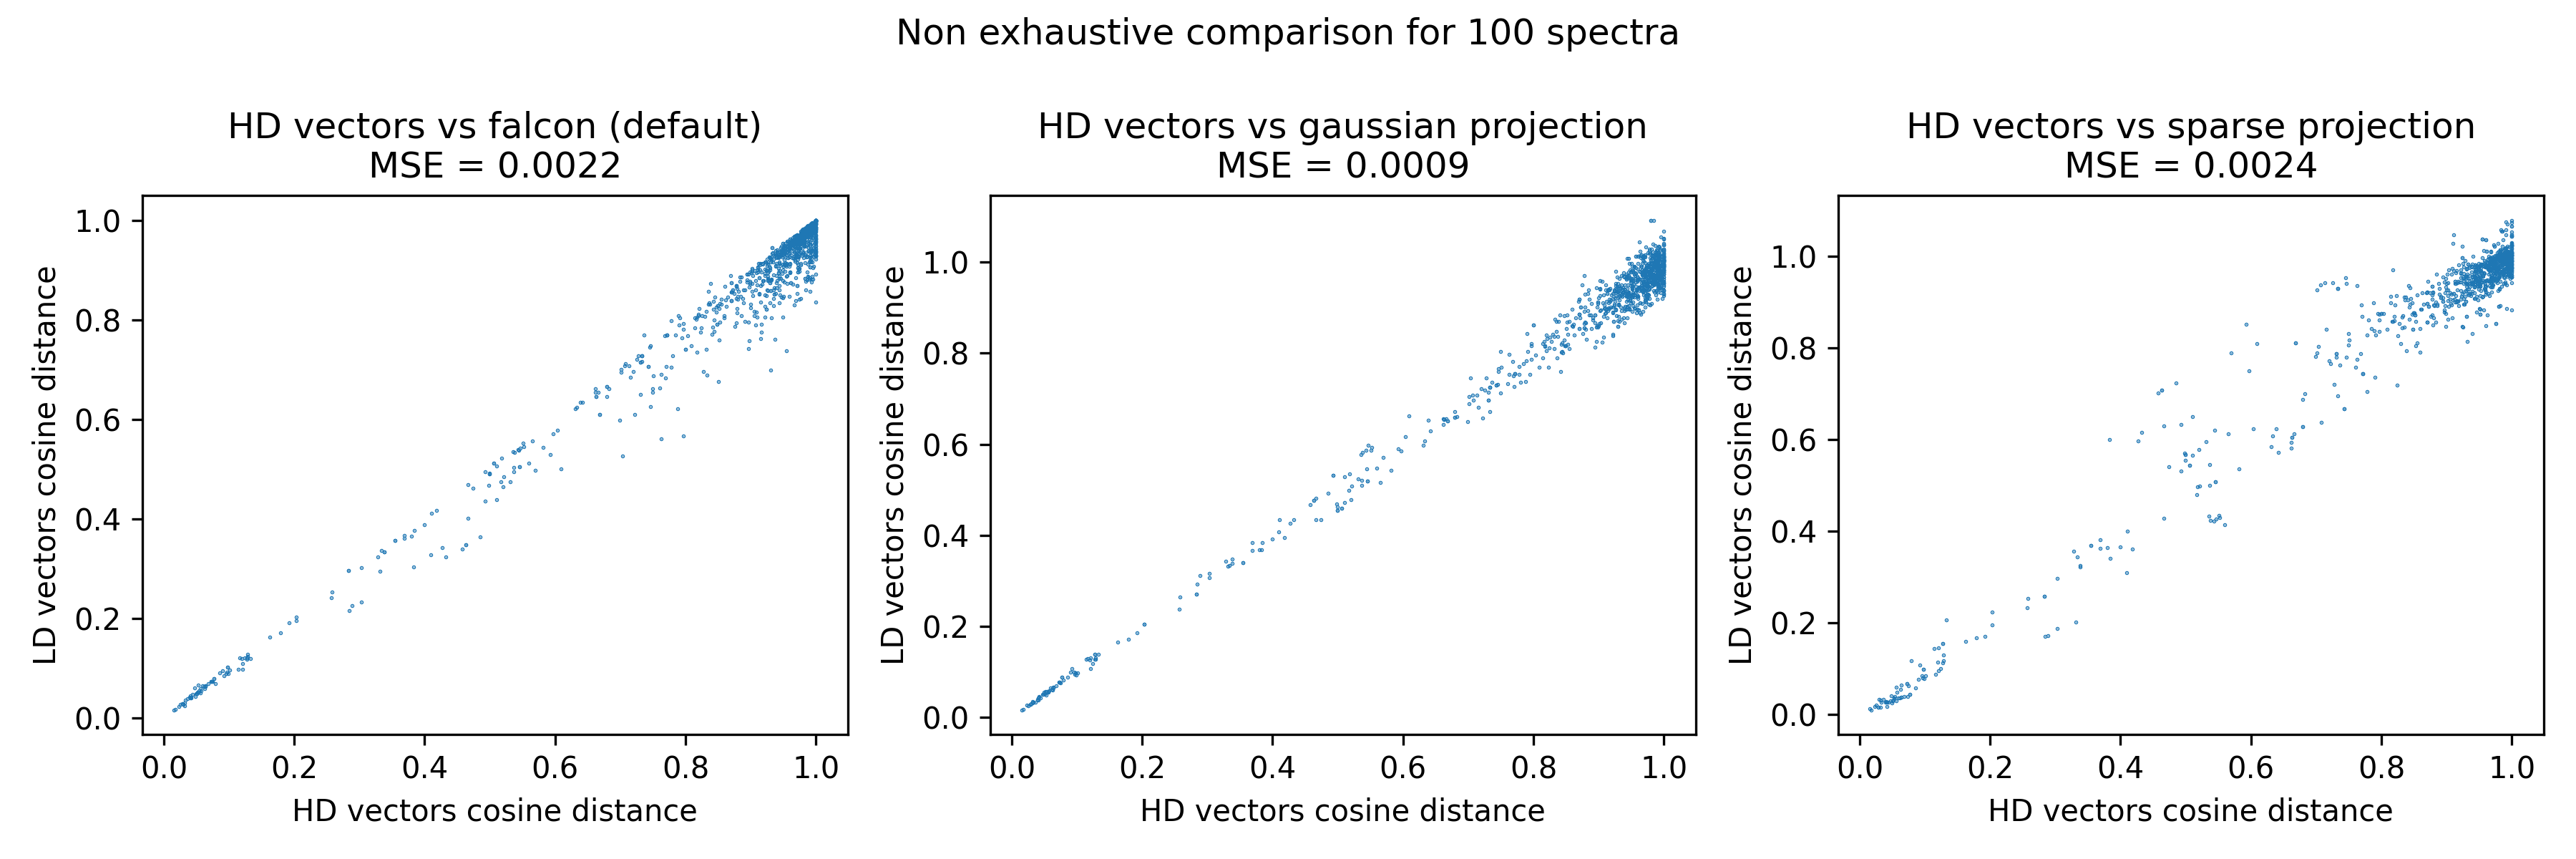 Non exhaustive comparison for 100 spectra
HD vectors vs falcon (default)
MSE = 0.0022
1.0
0.8
0.6
0.4
0.2
0.0
LD vectors cosine distance
0.0 0.2 0.4 0.6 0.8 1.0
HD vectors cosine distance
HD vectors vs gaussian projection
MSE = 0.0009
1.0
0.8
0.6
0.4
0.2
0.0
LD vectors cosine distance
0.0 0.2 0.4 0.6 0.8 1.0
HD vectors cosine distance
HD vectors vs sparse projection
MSE = 0.0024
1.0
0.8
0.6
0.4
0.2
0.0
LD vectors cosine distance
0.0 0.2 0.4 0.6 0.8 1.0
HD vectors cosine distance